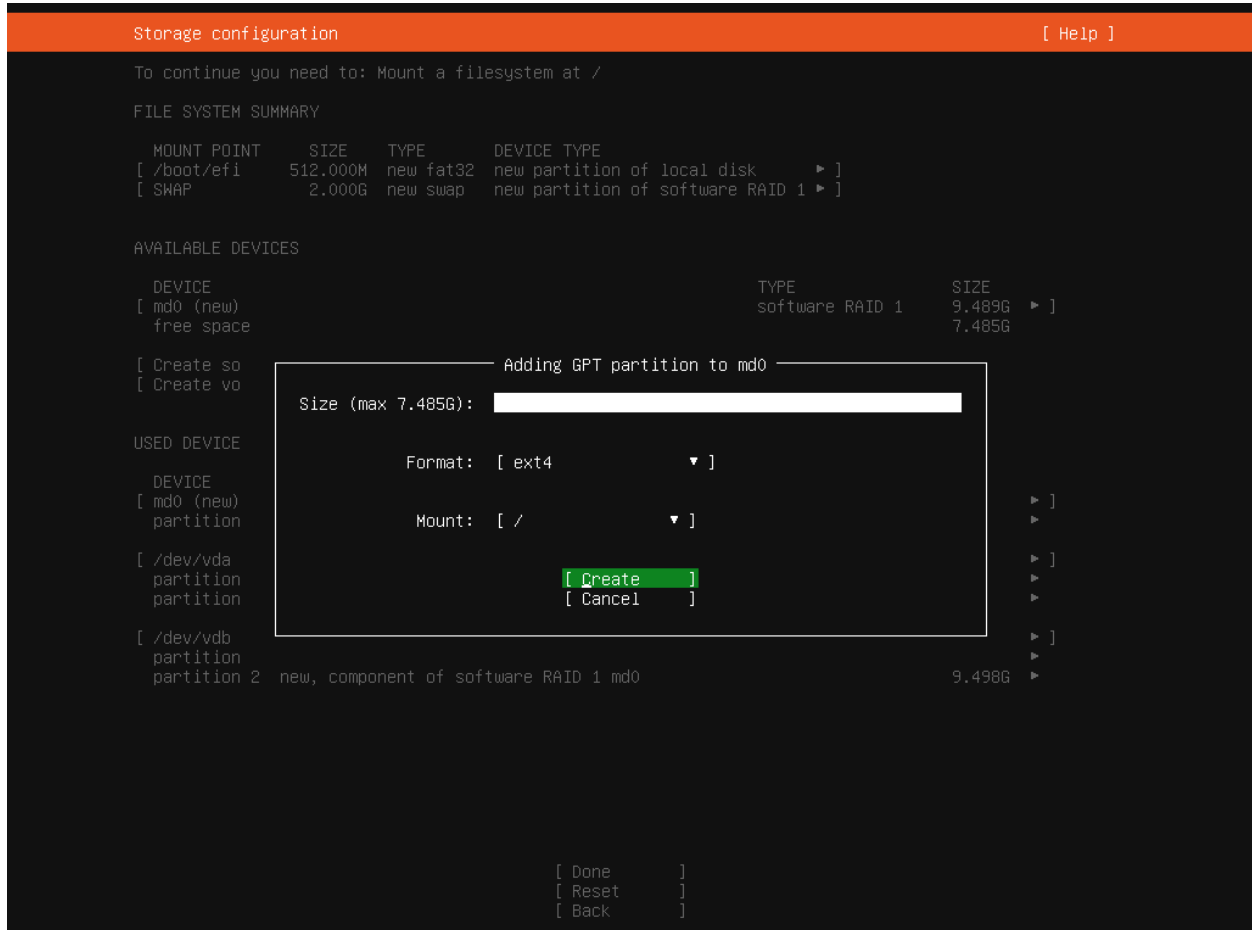 Storage configuration [ Help ]
To continue you need to: Mount a filesystem at /
FILE SYSTEM SUMMARY
MOUNT POINT SIZE TYPE DEVICE TYPE
[ /boot/efi 512.000M new fat32 new partition of local disk ▸ ]
[ SWAP 2.000G new swap new partition of software RAID 1 ▸ ]
AVAILABLE DEVICES
DEVICE TYPE SIZE
[ md0 (new) software RAID 1 9.489G ▸ ]
free space 7.485G
[ Create so
[ Create vo
Adding GPT partition to md0
Size (max 7.485G):
Format: [ ext4 ▾ ]
Mount: [ / ▾ ]
[ Create ]
[ Cancel ]
USED DEVICE
DEVICE
[ md0 (new) ▸ ]
partition ▸
[ /dev/vda ▸ ]
partition ▸
partition ▸
[ /dev/vdb ▸ ]
partition ▸
partition 2 new, component of software RAID 1 md0 9.498G ▸
[ Done ]
[ Reset ]
[ Back ]